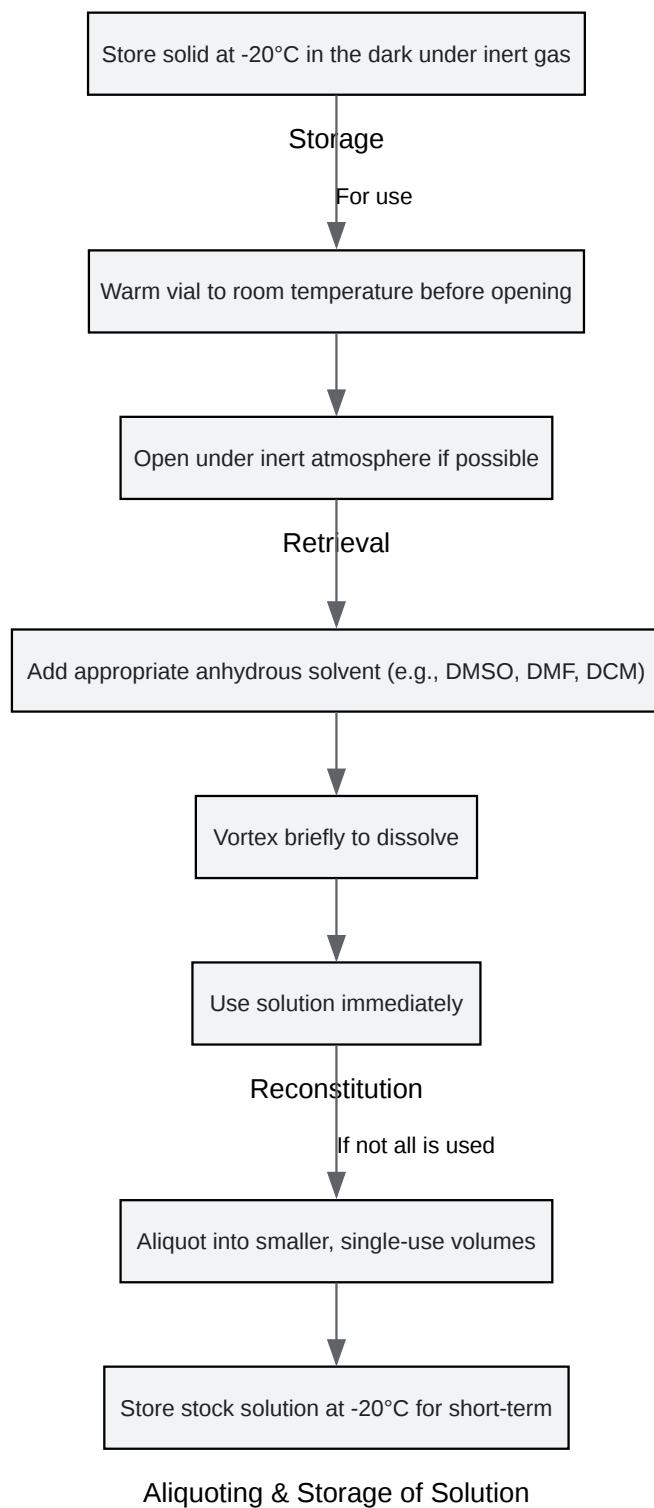 Store solid at -20°C in the dark under inert gas
Storage
For use
Warm vial to room temperature before opening
Open under inert atmosphere if possible
Retrieval
Add appropriate anhydrous solvent (e.g., DMSO, DMF, DCM)
Vortex briefly to dissolve
Use solution immediately
Reconstitution
If not all is used
Aliquot into smaller, single-use volumes
Store stock solution at -20°C for short-term
Aliquoting & Storage of Solution